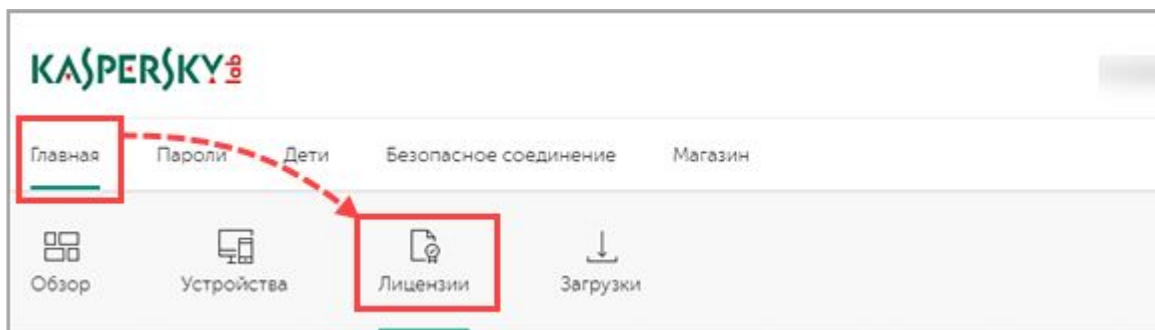 KASPERSKY lab
Главная Пароли Дети Безопасное соединение Магазин
Обзор Устройства Лицензии Загрузки